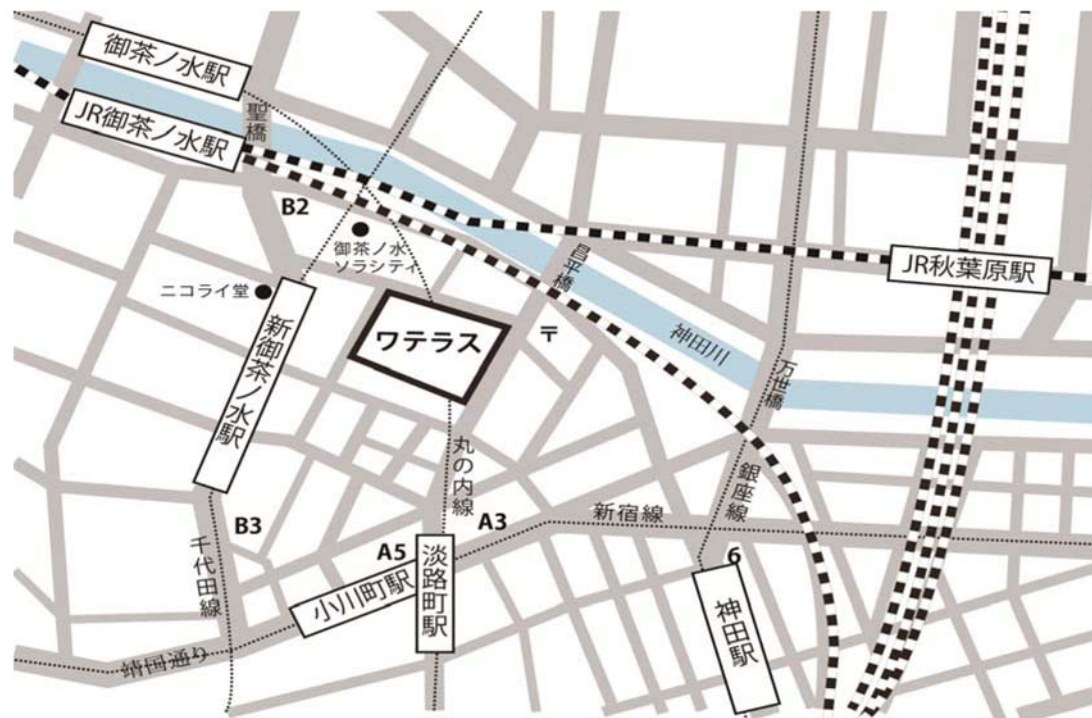 御茶ノ水駅
JR御茶ノ水駅
聖橋
B2
御茶ノ水
ソラシティ
ニコライ堂
新御茶ノ水駅
ワテラス
〒
昌平橋
神田川
万世橋
JR秋葉原駅
丸の内線
銀座線
新宿線
A3
B3
A5
千代田線
小川町駅
淡路町駅
6
神田駅
靖国通り